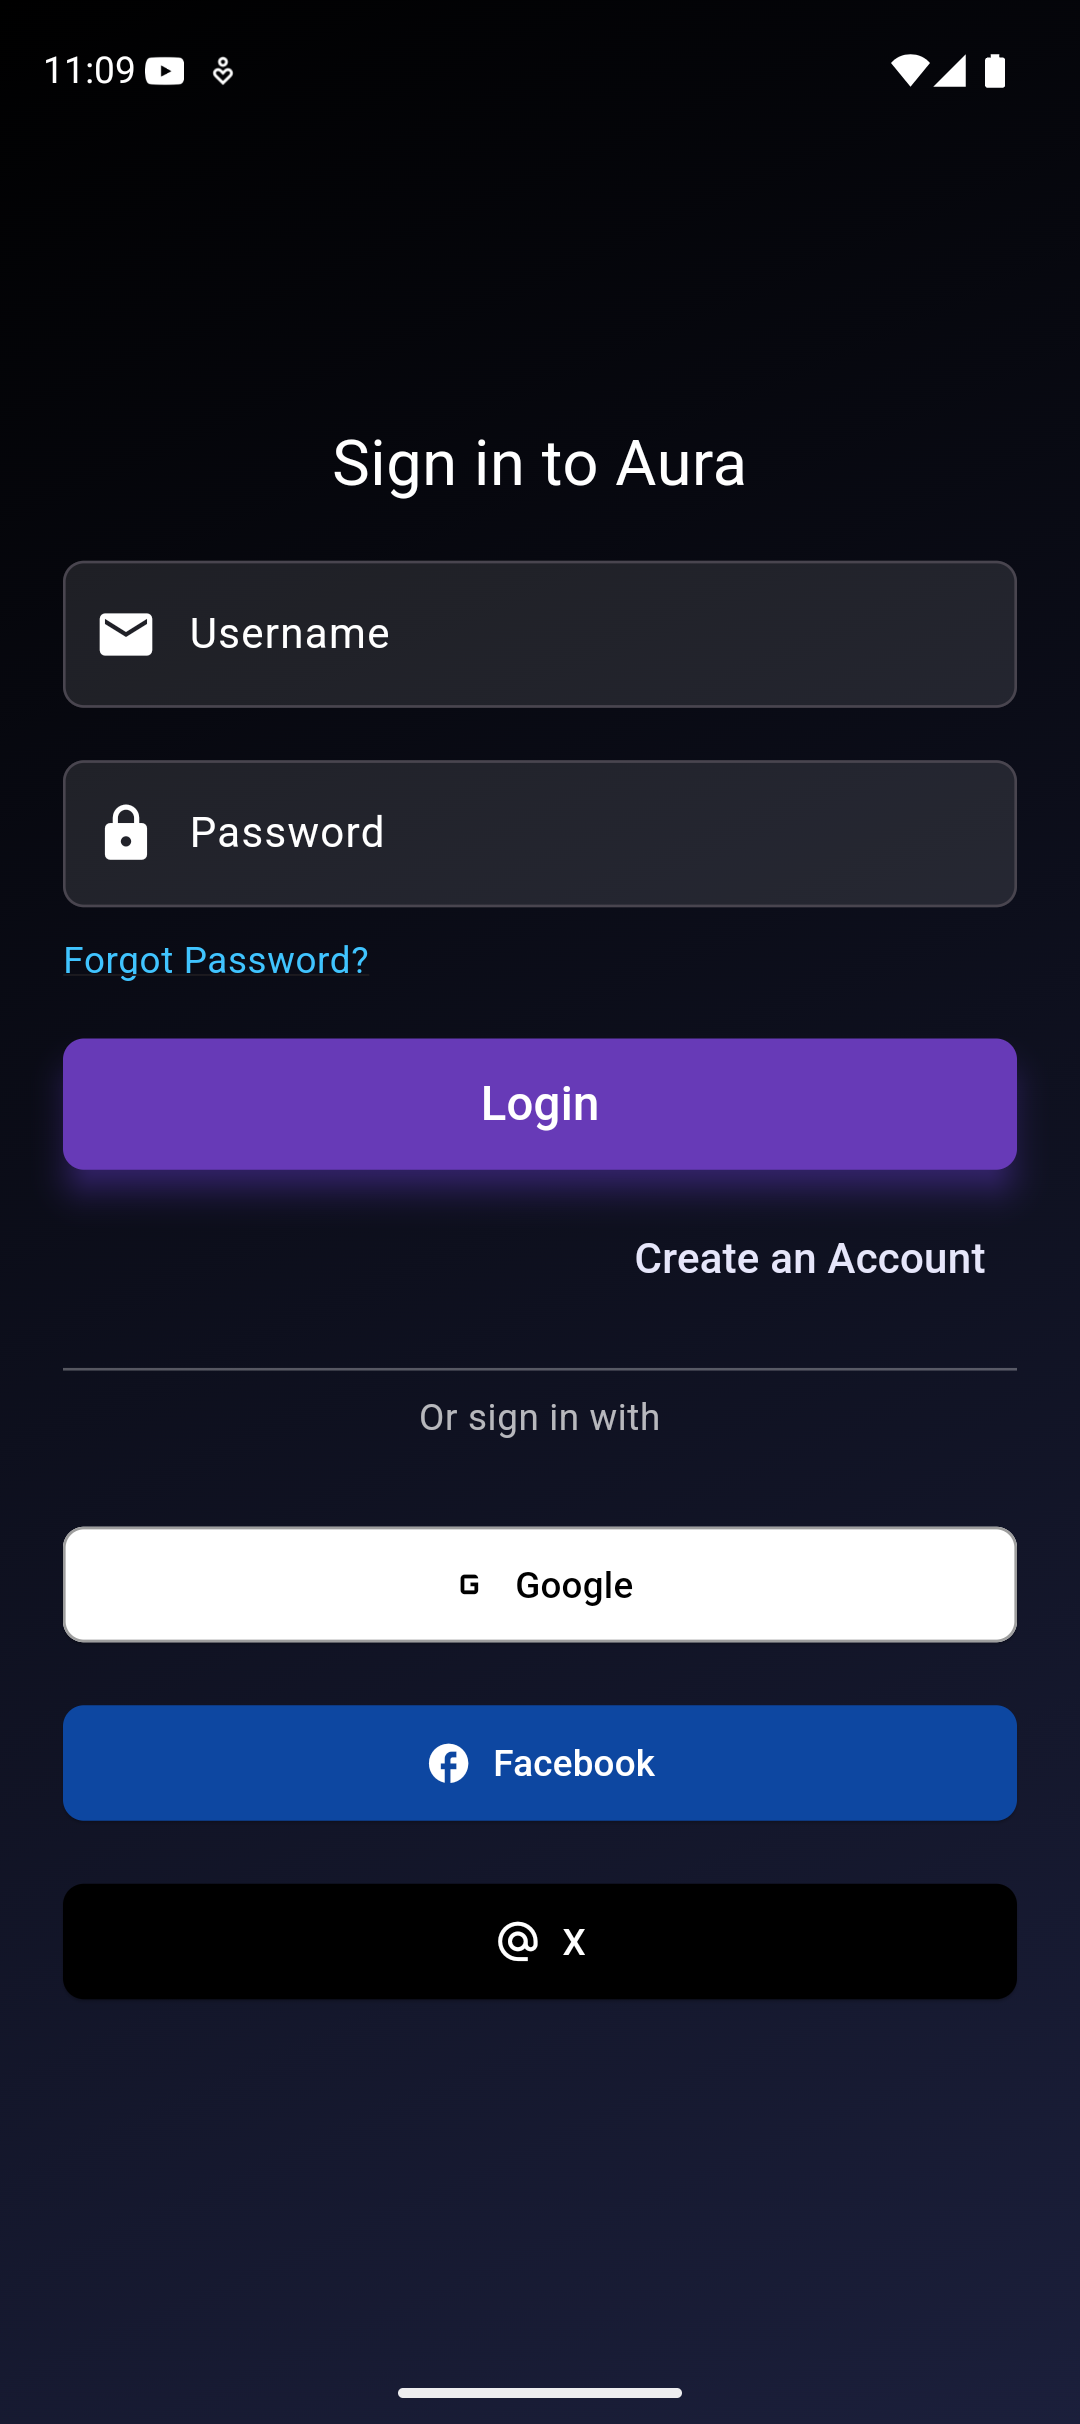 11:09
Sign in to Aura
Username
Password
Forgot Password?
Login
Create an Account
Or sign in with
G Google
Facebook
X